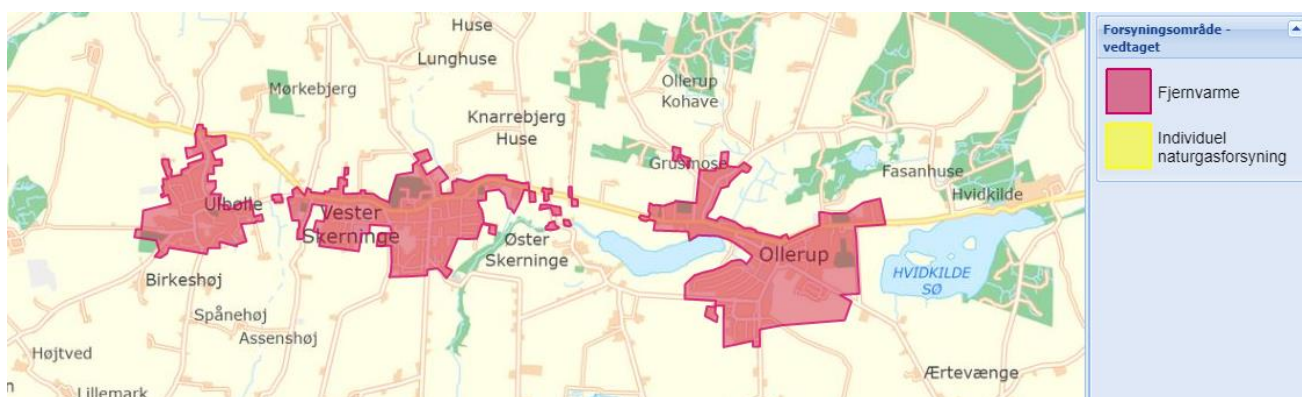 Huse
Lunghuse
Mørkebjerg
Ollerup
Kohave
Knarrebjerg
Huse
Grusmose
Fasanhuse
Hvidkilde
Ulbølle
Vester
Skerninge
Øster
Skerninge
Ollerup
HVIDKILDE
SØ
Birkeshøj
Spånehøj
Assenshøj
Højtved
Lillemark
Ærtevænge
n
Forsyningsområde -
vedtaget
Fjernvarme
Individuel
naturgasforsyning